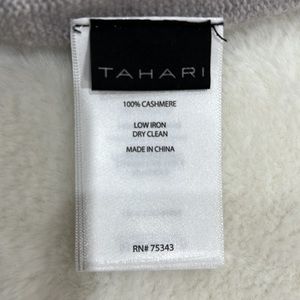 TAHARI
100% CASHMERE
LOW IRON
DRY CLEAN
MADE IN CHINA
RN# 75343